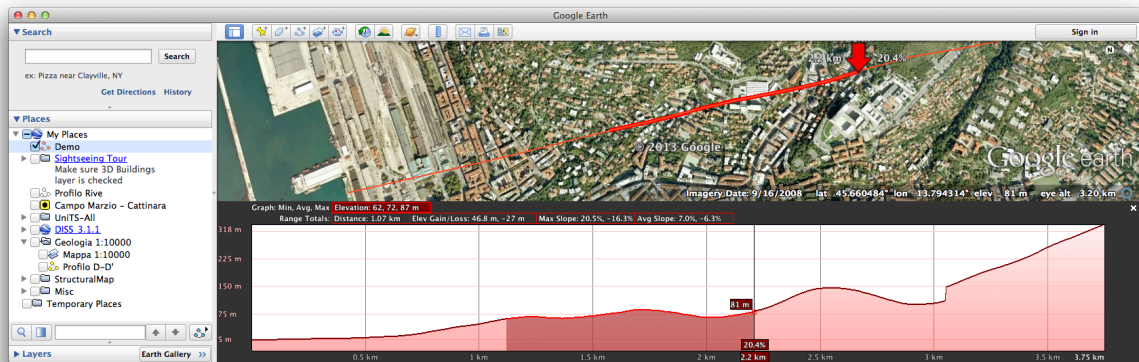 Google Earth
▼ Search
Search
ex: Pizza near Clayville, NY
Get Directions History
▼ Places
My Places
Demo
Sightseeing Tour
Make sure 3D Buildings
layer is checked
Profilo Rive
Campo Marzio - Cattinara
UniTS-All
DISS_3.1.1
Geologia 1:10000
Mappa 1:10000
Profilo D-D'
StructuralMap
Misc
Temporary Places
▶ Layers
Earth Gallery >>
Sign in
N
2.2 km 20.4%
© 2013 Google
Google earth
Imagery Date: 9/16/2008 lat 45.660484° lon 13.794314° elev 81 m eye alt 3.20 km
Graph: Min, Avg, Max Elevation: 62, 72, 87 m
Range Totals: Distance: 1.07 km Elev Gain/Loss: 46.8 m, -27 m Max Slope: 20.5%, -16.3% Avg Slope: 7.0%, -6.3%
318 m
225 m
150 m
75 m
5 m
81 m
20.4%
0.5 km 1 km 1.5 km 2 km 2.2 km 2.5 km 3 km 3.5 km 3.75 km